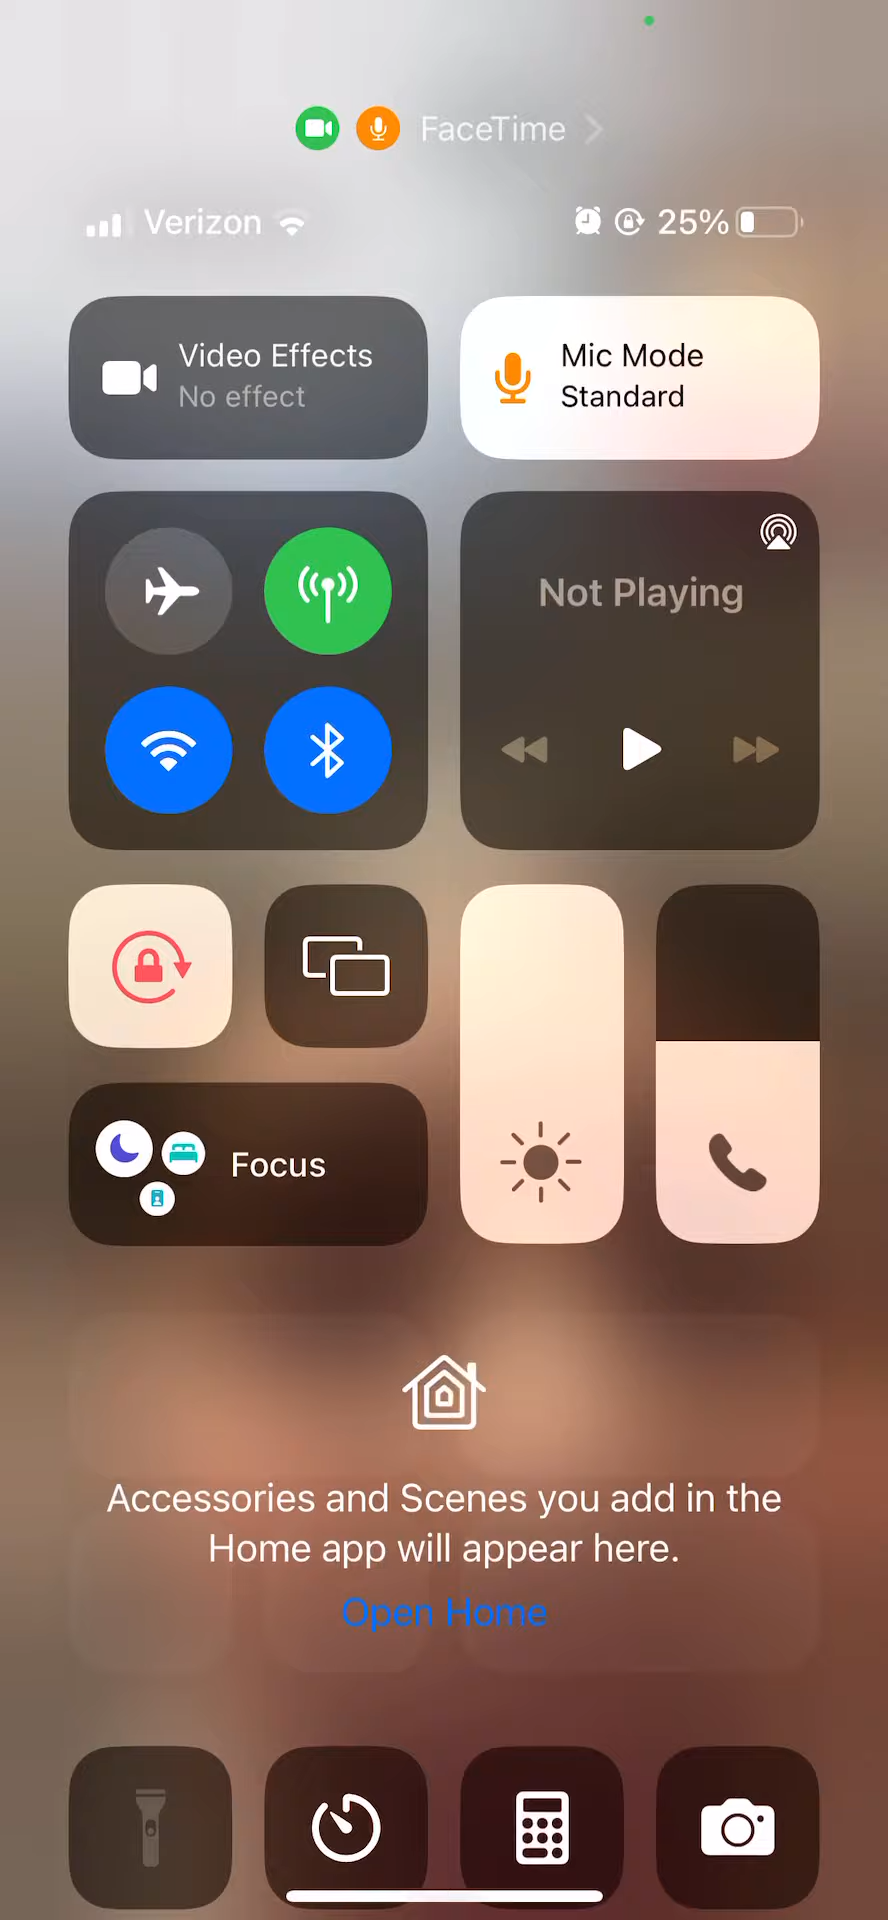 FaceTime
Verizon 25%
Video Effects
No effect
Mic Mode
Standard
Not Playing
Focus
Accessories and Scenes you add in the
Home app will appear here.
Open Home